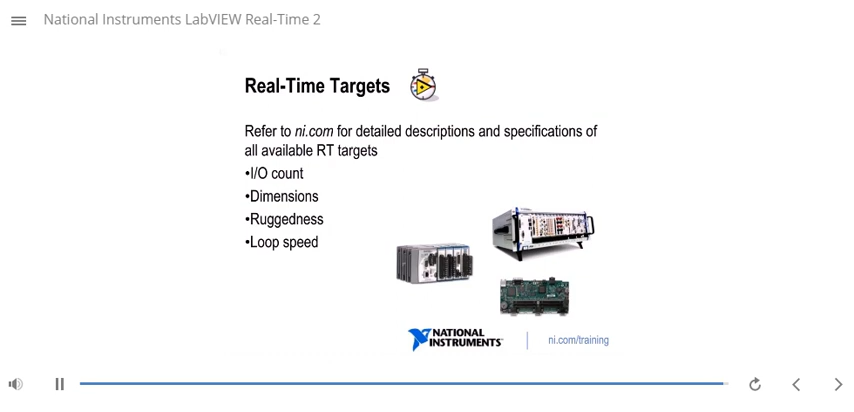 National Instruments LabVIEW Real-Time 2
Real-Time Targets
Refer to ni.com for detailed descriptions and specifications of
all available RT targets
•I/O count
•Dimensions
•Ruggedness
•Loop speed
NATIONAL
INSTRUMENTS
ni.com/training